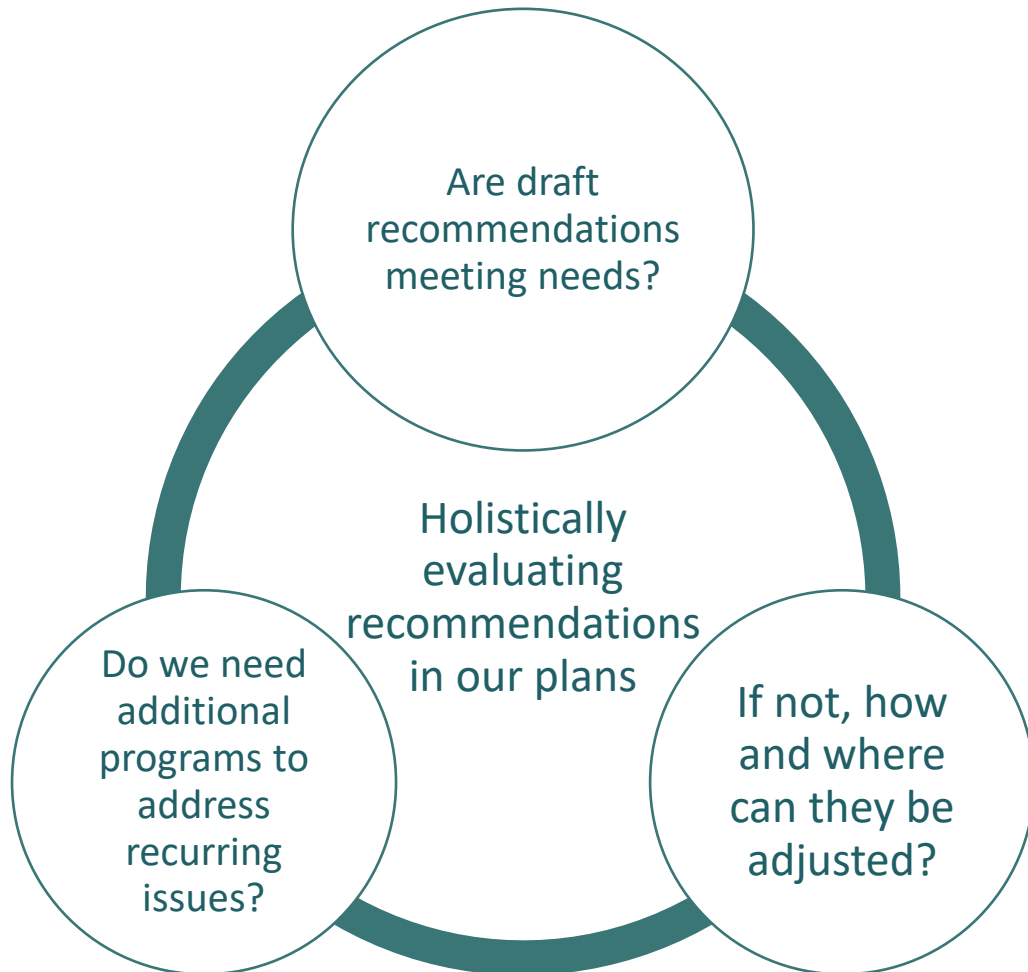 Are draft
recommendations
meeting needs?
Holistically
evaluating
recommendations
in our plans
If not, how
and where
can they be
adjusted?
Do we need
additional
programs to
address
recurring
issues?